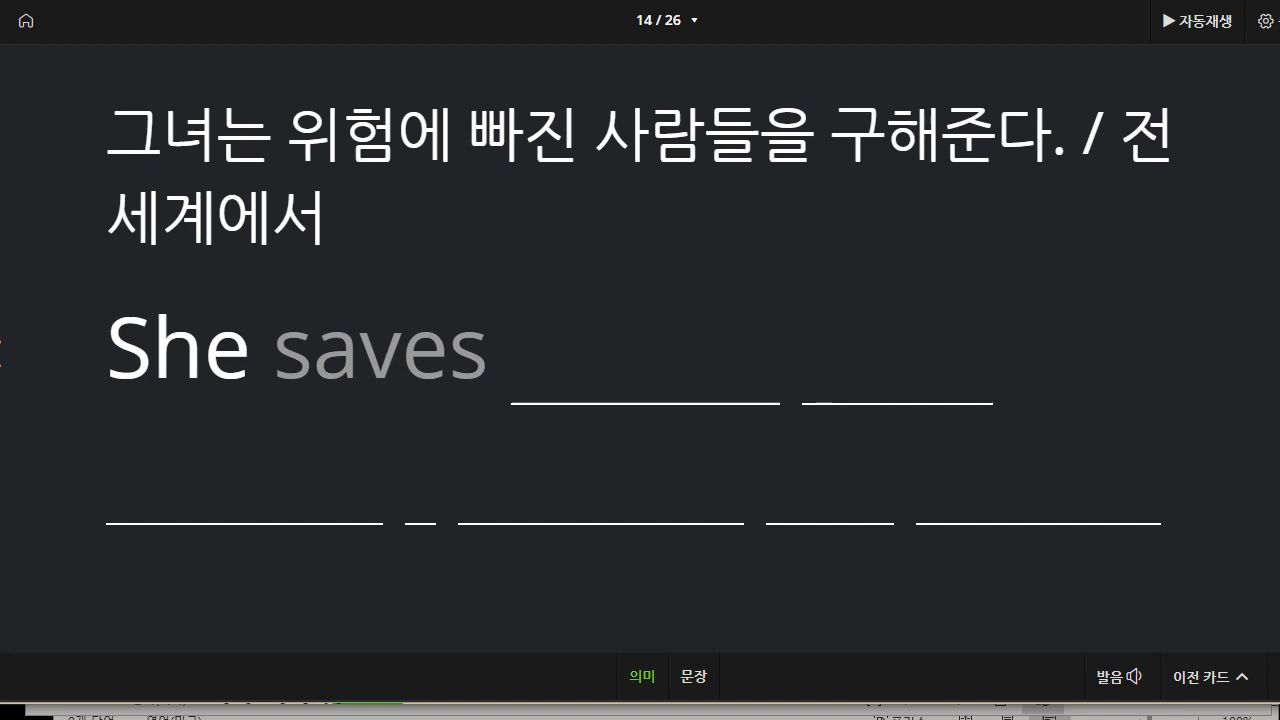 14 / 26 ▼
▶ 자동재생
그녀는 위험에 빠진 사람들을 구해준다. / 전
세계에서
She saves
의미 문장 발음 이전 카드